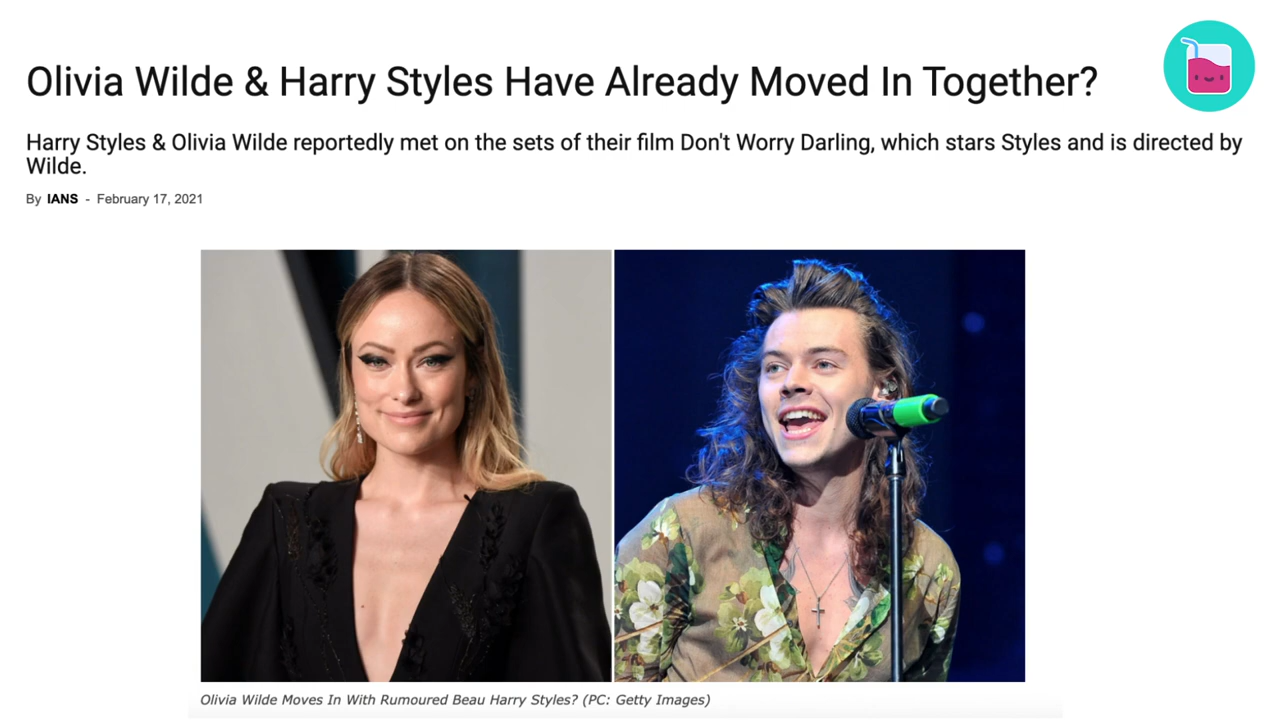 Olivia Wilde & Harry Styles Have Already Moved In Together?
Harry Styles & Olivia Wilde reportedly met on the sets of their film Don't Worry Darling, which stars Styles and is directed by
Wilde.
By IANS - February 17, 2021
Olivia Wilde Moves In With Rumoured Beau Harry Styles? (PC: Getty Images)